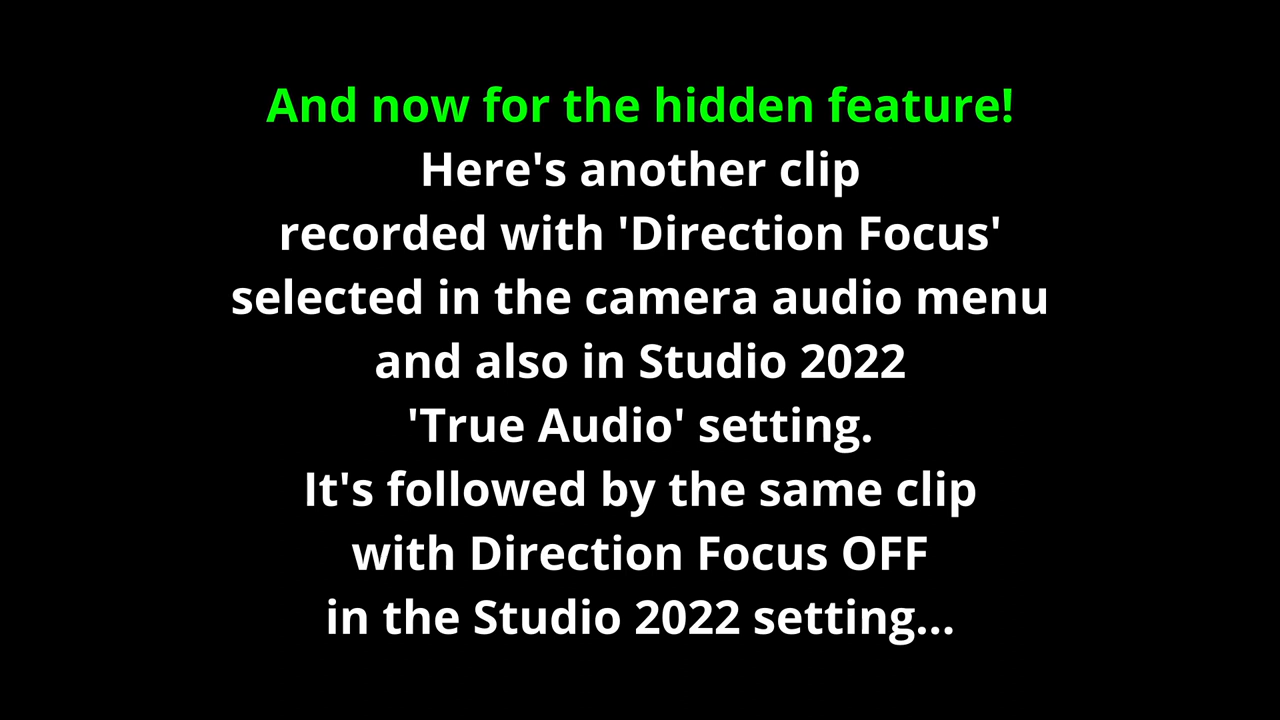 And now for the hidden feature!
Here's another clip
recorded with 'Direction Focus'
selected in the camera audio menu
and also in Studio 2022
'True Audio' setting.
It's followed by the same clip
with Direction Focus OFF
in the Studio 2022 setting...